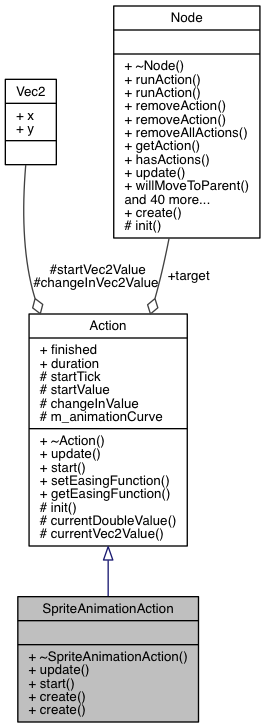 Node
+ ~Node()
+ runAction()
+ runAction()
+ removeAction()
+ removeAction()
+ removeAllActions()
+ getAction()
+ hasActions()
+ update()
+ willMoveToParent()
and 40 more...
+ create()
# init()
Vec2
+ x
+ y
#startVec2Value
#changeInVec2Value
+target
Action
+ finished
+ duration
# startTick
# startValue
# changeInValue
# m_animationCurve
+ ~Action()
+ update()
+ start()
+ setEasingFunction()
+ getEasingFunction()
# init()
# currentDoubleValue()
# currentVec2Value()
SpriteAnimationAction
+ ~SpriteAnimationAction()
+ update()
+ start()
+ create()
+ create()